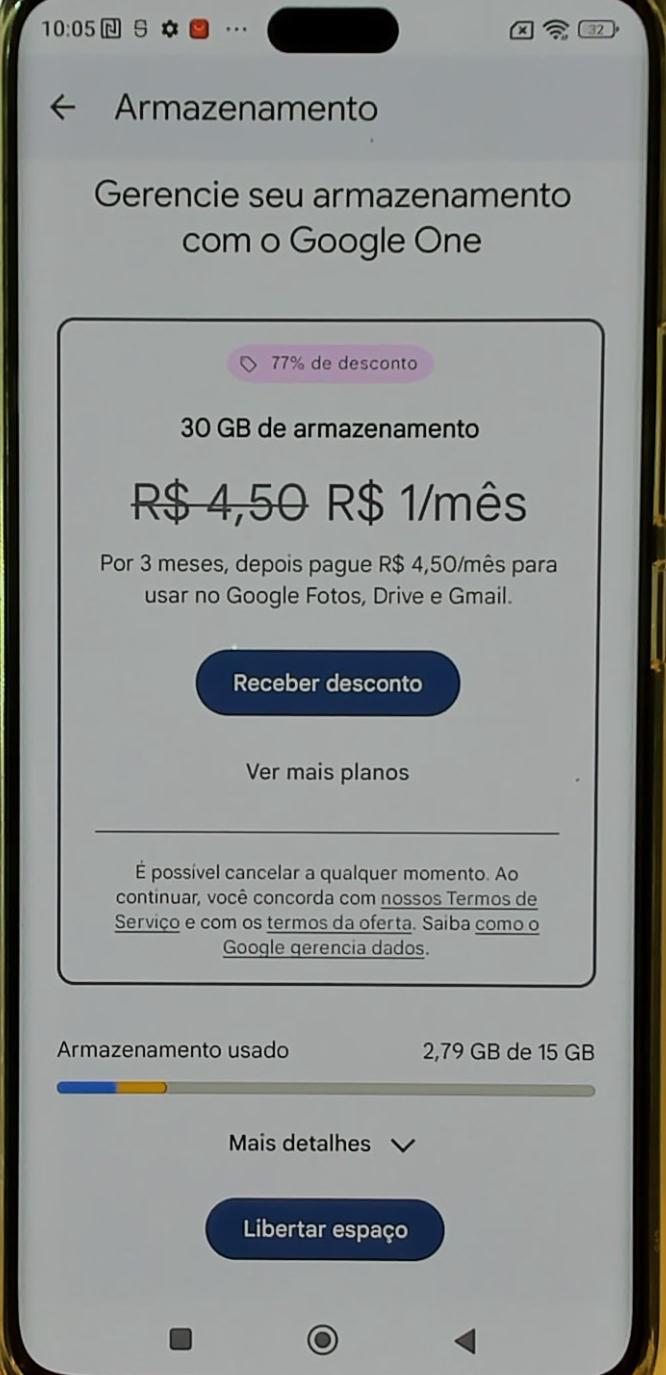 10:05
32
Armazenamento
Gerencie seu armazenamento
com o Google One
77% de desconto
30 GB de armazenamento
R$ 4,50 R$ 1/mês
Por 3 meses, depois pague R$ 4,50/mês para
usar no Google Fotos, Drive e Gmail.
Receber desconto
Ver mais planos
É possível cancelar a qualquer momento. Ao
continuar, você concorda com nossos Termos de
Serviço e com os termos da oferta. Saiba como o
Google gerencia dados.
Armazenamento usado 2,79 GB de 15 GB
Mais detalhes
Libertar espaço